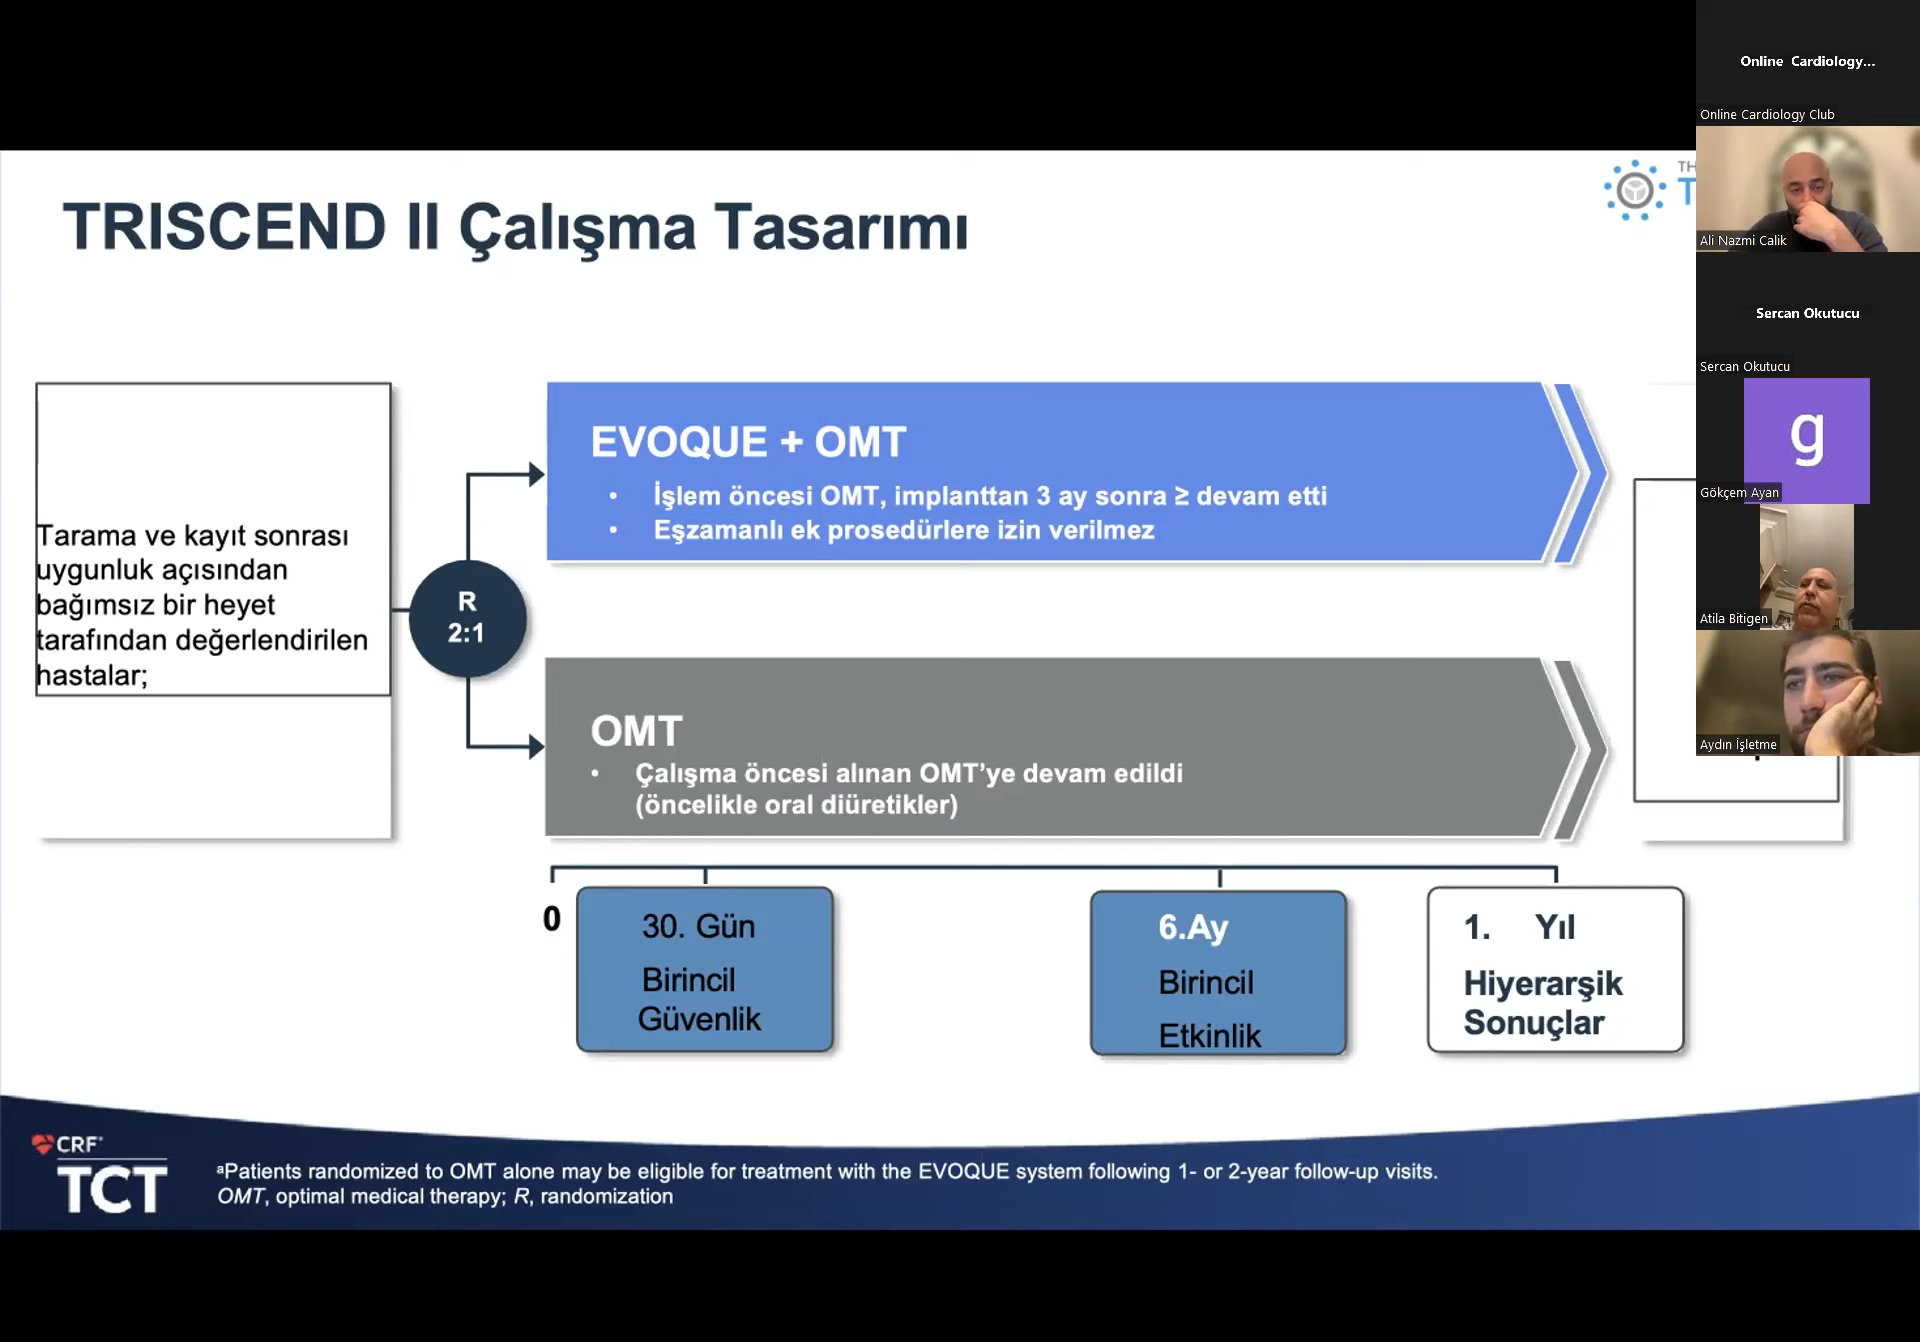 TRISCEND II Çalışma Tasarımı
TH
T
Tarama ve kayıt sonrası
uygunluk açısından
bağımsız bir heyet
tarafından değerlendirilen
hastalar;
R
2:1
EVOQUE + OMT
• İşlem öncesi OMT, implanttan 3 ay sonra ≥ devam etti
• Eşzamanlı ek prosedürlere izin verilmez
OMT
• Çalışma öncesi alınan OMT’ye devam edildi
(öncelikle oral diüretikler)
0
30. Gün
Birincil
Güvenlik
6.Ay
Birincil
Etkinlik
1. Yıl
Hiyerarşik
Sonuçlar
CRF
TCT
ᵃPatients randomized to OMT alone may be eligible for treatment with the EVOQUE system following 1- or 2-year follow-up visits.
OMT, optimal medical therapy; R, randomization
Online Cardiology...
Online Cardiology Club
Ali Nazmi Calik
Sercan Okutucu
Sercan Okutucu
g
Gökçem Ayan
Atila Bitigen
Aydın İşletme